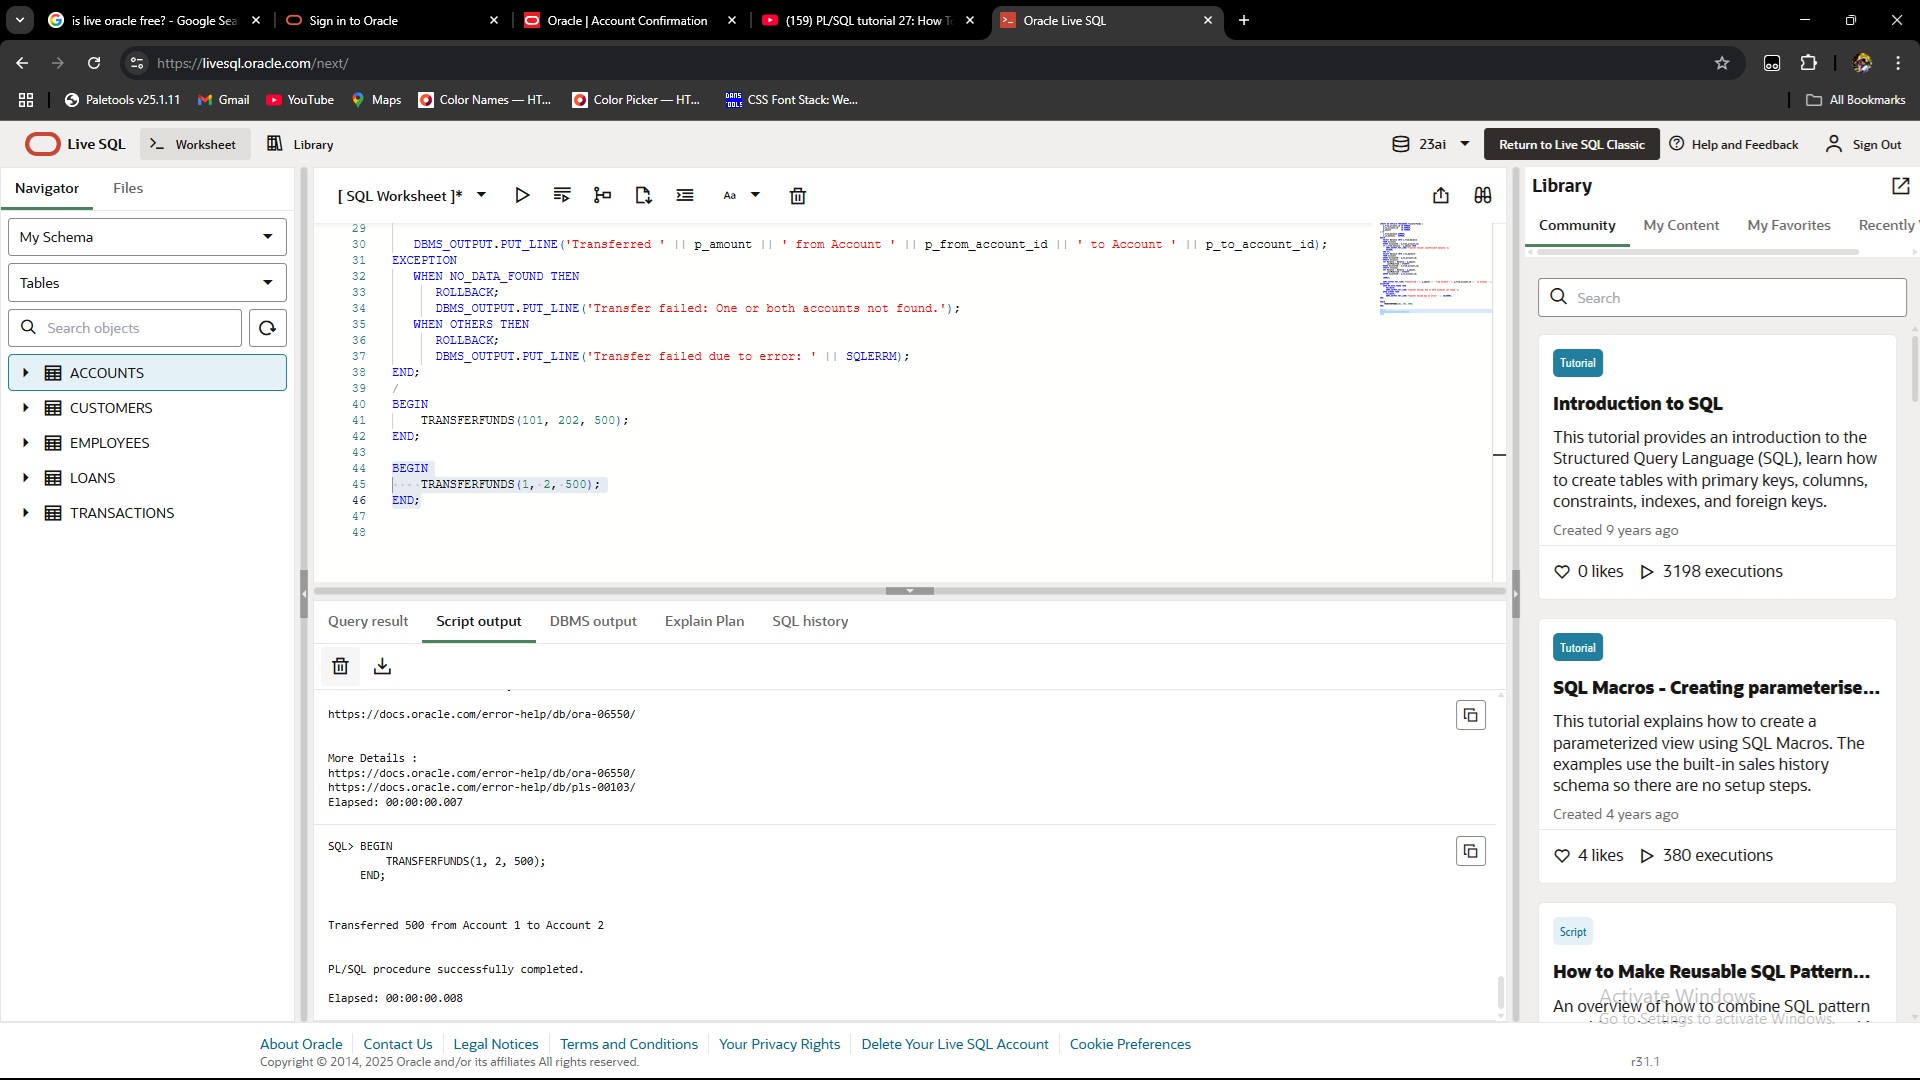 is live oracle free? - Google Sea
Sign in to Oracle
Oracle | Account Confirmation
(159) PL/SQL tutorial 27: How T
Oracle Live SQL
https://livesql.oracle.com/next/
Paletools v25.1.11
Gmail
YouTube
Maps
Color Names — HT...
Color Picker — HT...
CSS Font Stack: We...
All Bookmarks
Live SQL
Worksheet
Library
23ai
Return to Live SQL Classic
Help and Feedback
Sign Out
Navigator
Files
My Schema
Tables
Search objects
ACCOUNTS
CUSTOMERS
EMPLOYEES
LOANS
TRANSACTIONS
[ SQL Worksheet ]*
Aa
29
30 DBMS_OUTPUT.PUT_LINE('Transferred ' || p_amount || ' from Account ' || p_from_account_id || ' to Account ' || p_to_account_id);
31 EXCEPTION
32 WHEN NO_DATA_FOUND THEN
33 ROLLBACK;
34 DBMS_OUTPUT.PUT_LINE('Transfer failed: One or both accounts not found.');
35 WHEN OTHERS THEN
36 ROLLBACK;
37 DBMS_OUTPUT.PUT_LINE('Transfer failed due to error: ' || SQLERRM);
38 END;
39 /
40 BEGIN
41 TRANSFERFUNDS(101, 202, 500);
42 END;
43
44 BEGIN
45 TRANSFERFUNDS(1, 2, 500);
46 END;
47
48
Query result
Script output
DBMS output
Explain Plan
SQL history
https://docs.oracle.com/error-help/db/ora-06550/
More Details :
https://docs.oracle.com/error-help/db/ora-06550/
https://docs.oracle.com/error-help/db/pls-00103/
Elapsed: 00:00:00.007
SQL> BEGIN
TRANSFERFUNDS(1, 2, 500);
END;
Transferred 500 from Account 1 to Account 2
PL/SQL procedure successfully completed.
Elapsed: 00:00:00.008
Library
Community
My Content
My Favorites
Recently
Search
Tutorial
Introduction to SQL
This tutorial provides an introduction to the
Structured Query Language (SQL), learn how
to create tables with primary keys, columns,
constraints, indexes, and foreign keys.
Created 9 years ago
0 likes
3198 executions
Tutorial
SQL Macros - Creating parameterise...
This tutorial explains how to create a
parameterized view using SQL Macros. The
examples use the built-in sales history
schema so there are no setup steps.
Created 4 years ago
4 likes
380 executions
Script
How to Make Reusable SQL Pattern...
An overview of how to combine SQL pattern
Activate Windows
Go to Settings to activate Windows.
About Oracle
Contact Us
Legal Notices
Terms and Conditions
Your Privacy Rights
Delete Your Live SQL Account
Cookie Preferences
Copyright © 2014, 2025 Oracle and/or its affiliates All rights reserved.
r31.1